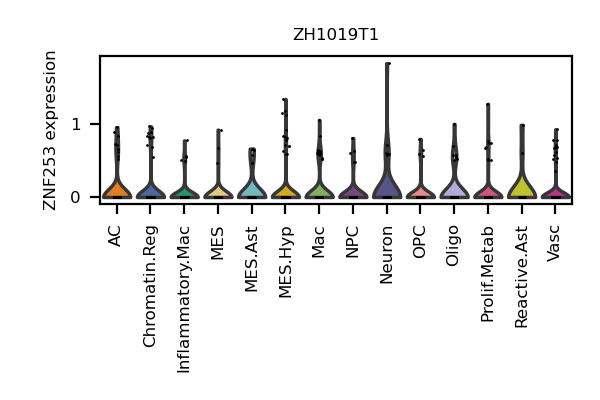 ZH1019T1
ZNF253 expression
1
0
AC
Chromatin.Reg
Inflammatory.Mac
MES
MES.Ast
MES.Hyp
Mac
NPC
Neuron
OPC
Oligo
Prolif.Metab
Reactive.Ast
Vasc